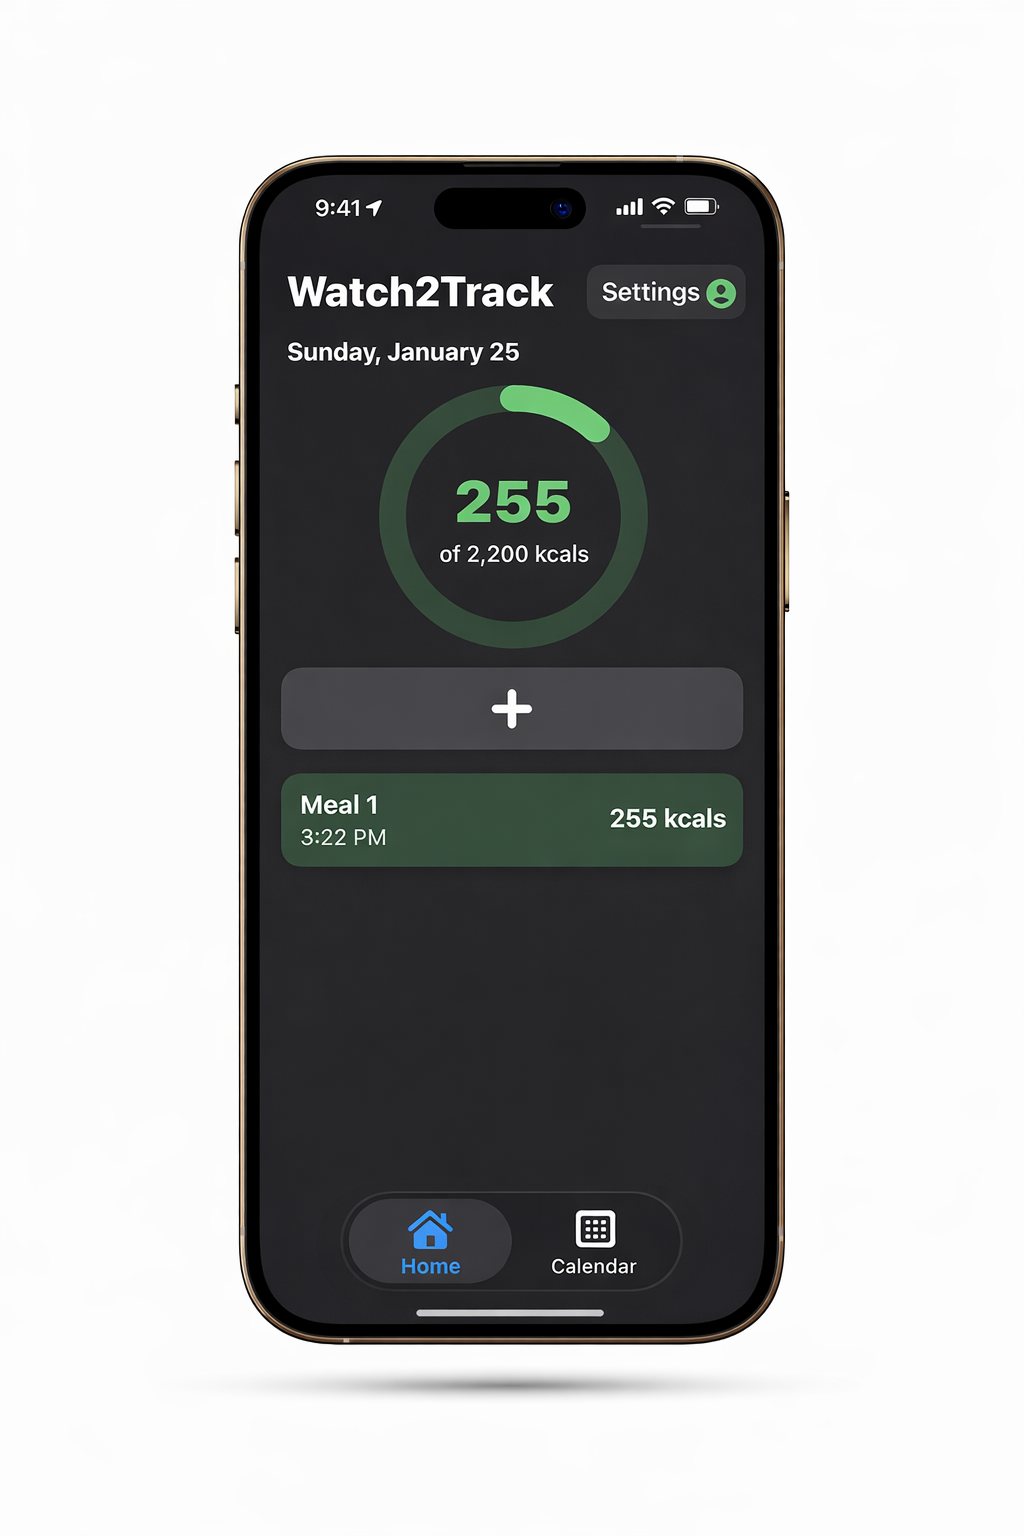 9:41
Watch2Track
Settings
Sunday, January 25
255
of 2,200 kcals
Meal 1
3:22 PM
255 kcals
Home
Calendar